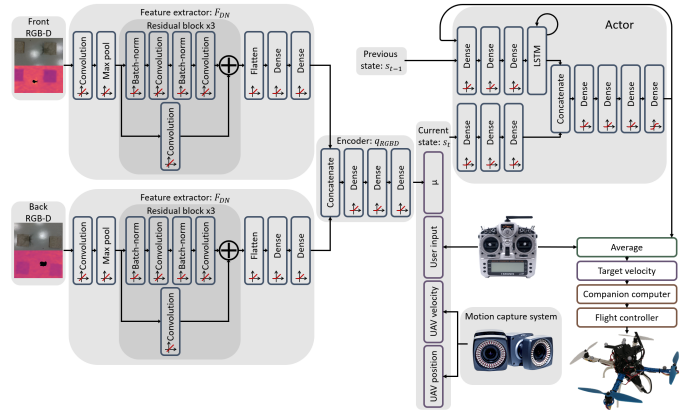 Front
RGB-D
Feature extractor: F_DN
Residual block x3
Convolution
Max pool
Batch-norm
Convolution
Batch-norm
Convolution
Convolution
Flatten
Dense
Dense
Back
RGB-D
Feature extractor: F_DN
Residual block x3
Convolution
Max pool
Batch-norm
Convolution
Batch-norm
Convolution
Convolution
Flatten
Dense
Dense
Encoder: q_RGBD
Concatenate
Dense
Dense
Dense
Previous
state: s_{t−1}
Current
state: s_t
μ
User input
UAV velocity
UAV position
Actor
Dense
Dense
Dense
LSTM
Dense
Dense
Dense
Concatenate
Dense
Dense
Dense
Dense
Motion capture system
Average
Target velocity
Companion computer
Flight controller